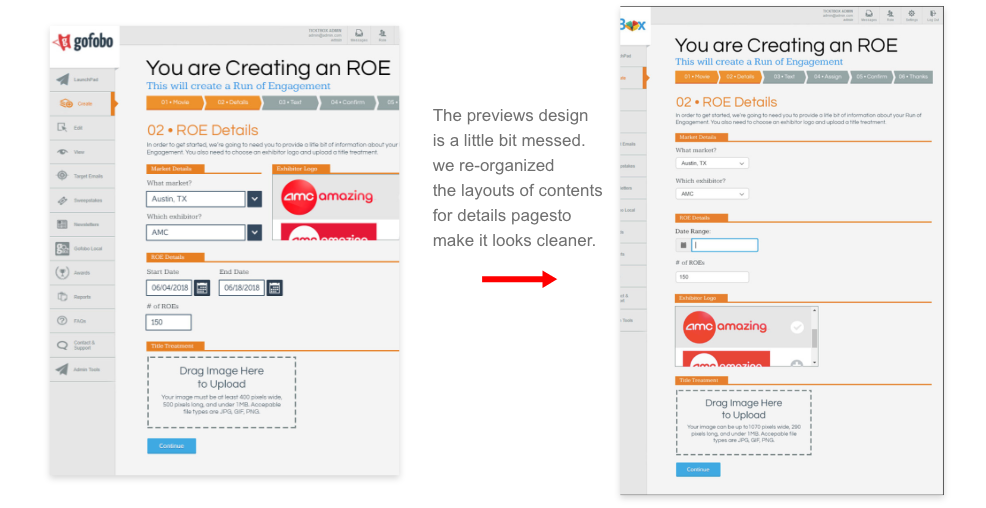 gofobo
TICKTBOX ADMIN
admin@admin.com
admin
Messages
New
LaunchPad
Create
Edit
View
Target Emails
Sweepstakes
Newsletters
Gofobo Local
Awards
Reports
FAQs
Contact & Support
Admin Tools
You are Creating an ROE
This will create a Run of Engagement
01 • Movie
02 • Details
03 • Text
04 • Confirm
05 •
02 • ROE Details
In order to get started, we're going to need you to provide a little bit of information about your
Engagement. You also need to choose an exhibitor logo and upload a title treatment.
Market Details
Exhibitor Logo
What market?
Austin, TX
Which exhibitor?
AMC
amc amazing
amc amazing
ROE Details
Start Date
End Date
06/04/2018
06/18/2018
# of ROEs
150
Title Treatment
Drag Image Here
to Upload
Your image must be at least 400 pixels wide,
500 pixels long, and under 1MB. Accepable
file types are JPG, GIF, PNG.
Continue
The previews design
is a little bit messed.
we re-organized
the layouts of contents
for details pagesto
make it looks cleaner.
Box
TICKTBOX ADMIN
admin@admin.com
admin
Messages
New
Settings
Log Out
You are Creating an ROE
This will create a Run of
Engagement
01 • Movie
02 • Details
03 • Text
04 • Assign
05 • Confirm
06 • Thanks
02 • ROE Details
In order to get started, we're going to need you to provide a little bit of information about your Run of
Engagement. You also need to choose an exhibitor logo and upload a title treatment.
Market Details
What market?
Austin, TX
Which exhibitor?
AMC
ROE Details
Date Range:
# of ROEs
150
Exhibitor Logo
amc amazing
Title Treatment
Drag Image Here
to Upload
Your image can be up to 1070 pixels wide, 290
pixels long, and under 1MB. Accepable file
types are JPG, GIF, PNG.
Continue